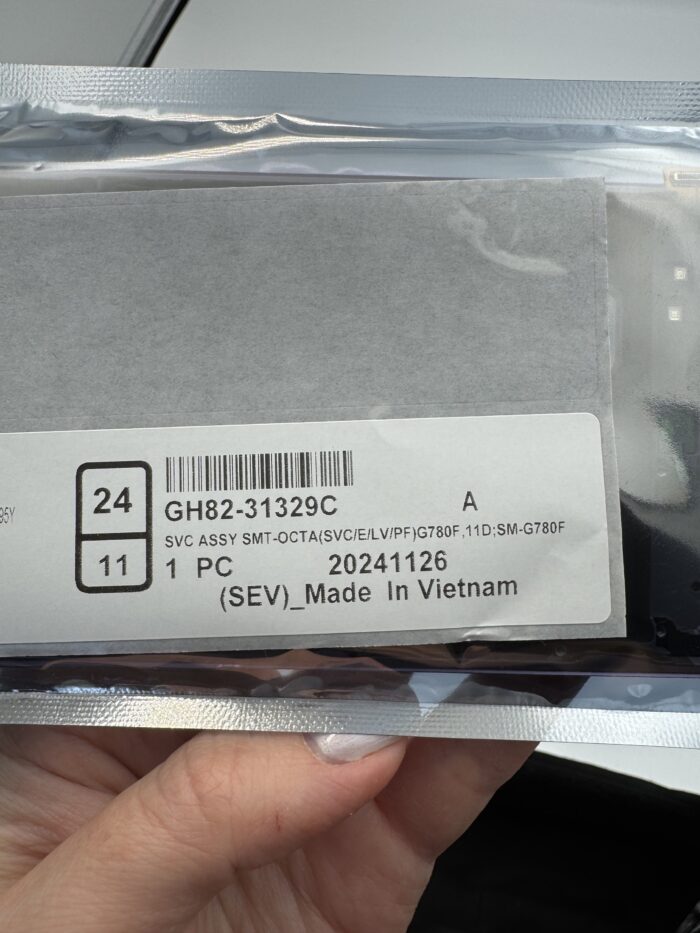 24
11
GH82-31329C A
SVC ASSY SMT-OCTA(SVC/E/LV/PF)G780F,11D;SM-G780F
1 PC 20241126
(SEV)_Made In Vietnam
95Y